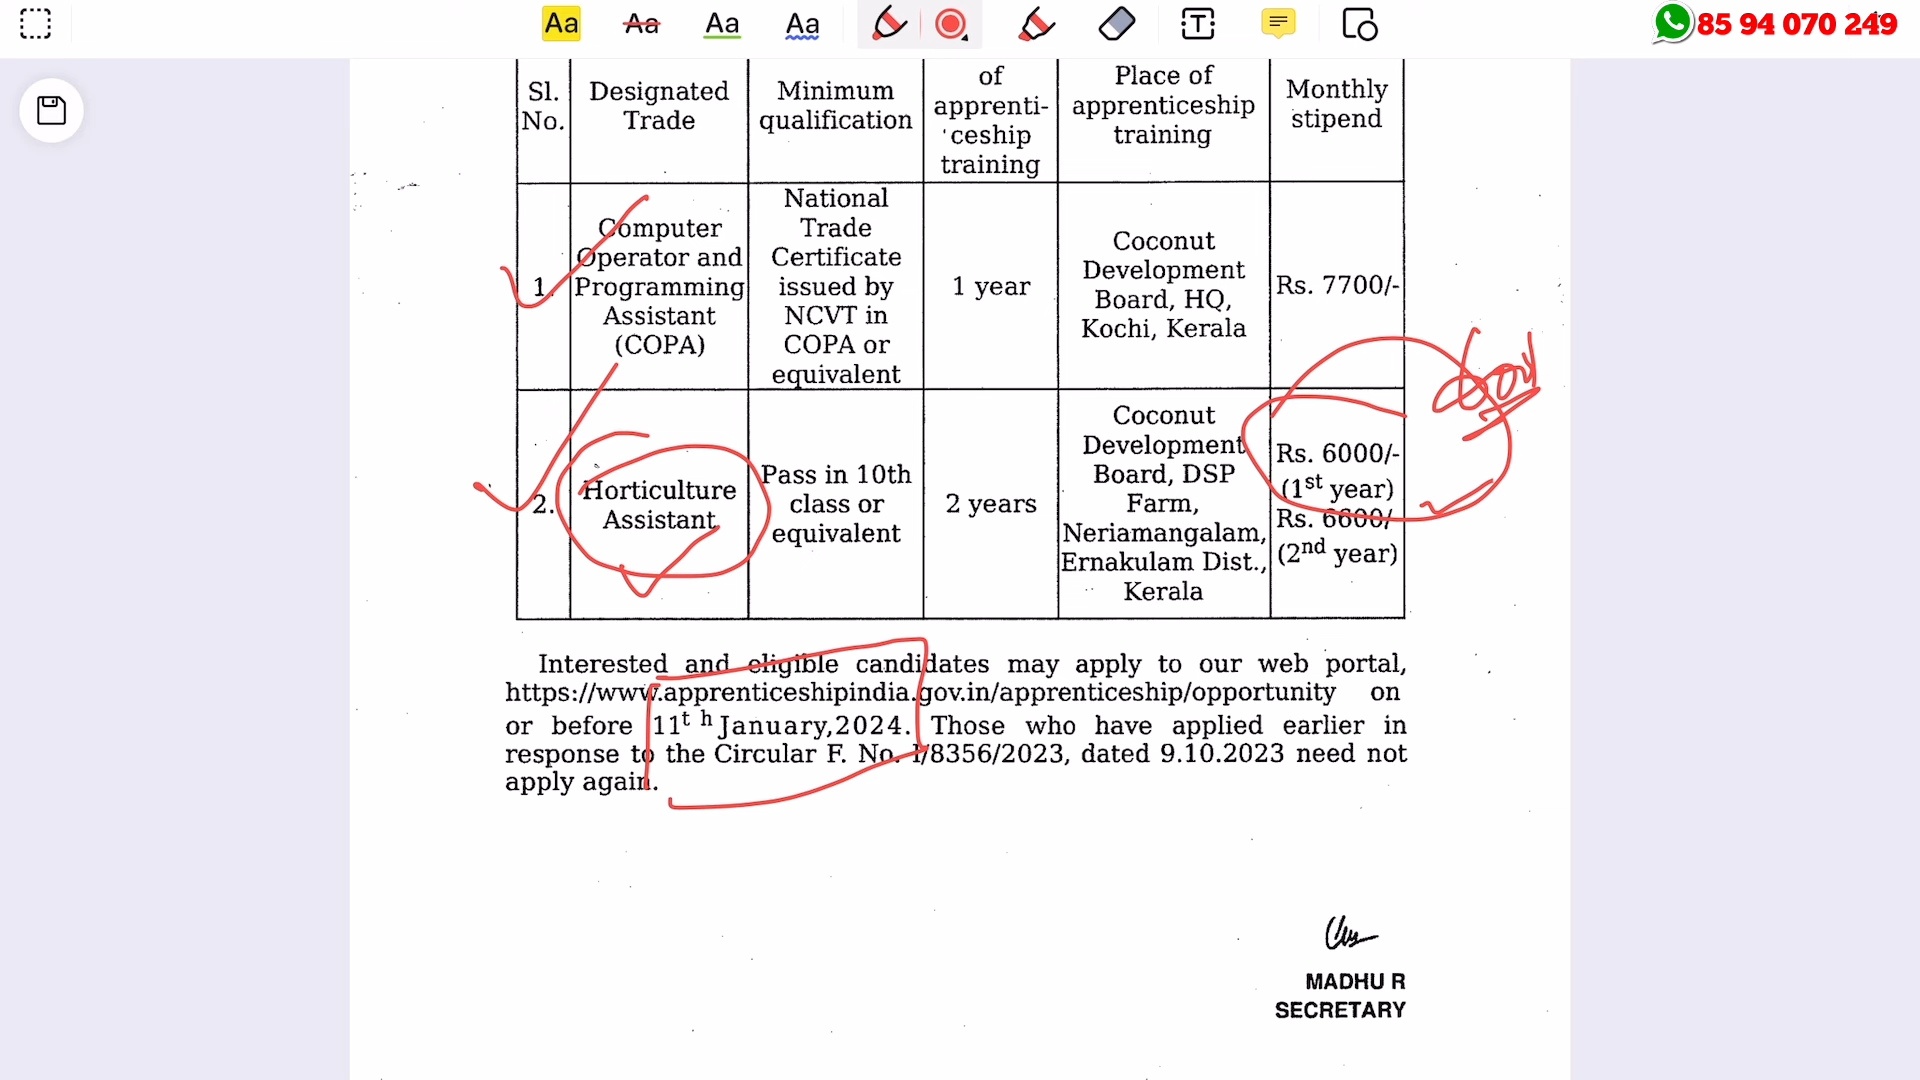 Aa Aa Aa Aa T
85 94 070 249
Sl.
No.
Designated
Trade
Minimum
qualification
of
apprenti-
ceship
training
Place of
apprenticeship
training
Monthly
stipend
1.
Computer
Operator and
Programming
Assistant
(COPA)
National
Trade
Certificate
issued by
NCVT in
COPA or
equivalent
1 year
Coconut
Development
Board, HQ,
Kochi, Kerala
Rs. 7700/-
2.
Horticulture
Assistant
Pass in 10th
class or
equivalent
2 years
Coconut
Development
Board, DSP
Farm,
Neriamangalam,
Ernakulam Dist.,
Kerala
Rs. 6000/-
(1st year)
Rs. 6600/
(2nd year)
Interested and eligible candidates may apply to our web portal,
https://www.apprenticeshipindia.gov.in/apprenticeship/opportunity on
or before 11th January,2024. Those who have applied earlier in
response to the Circular F. No. I/8356/2023, dated 9.10.2023 need not
apply again.
MADHU R
SECRETARY